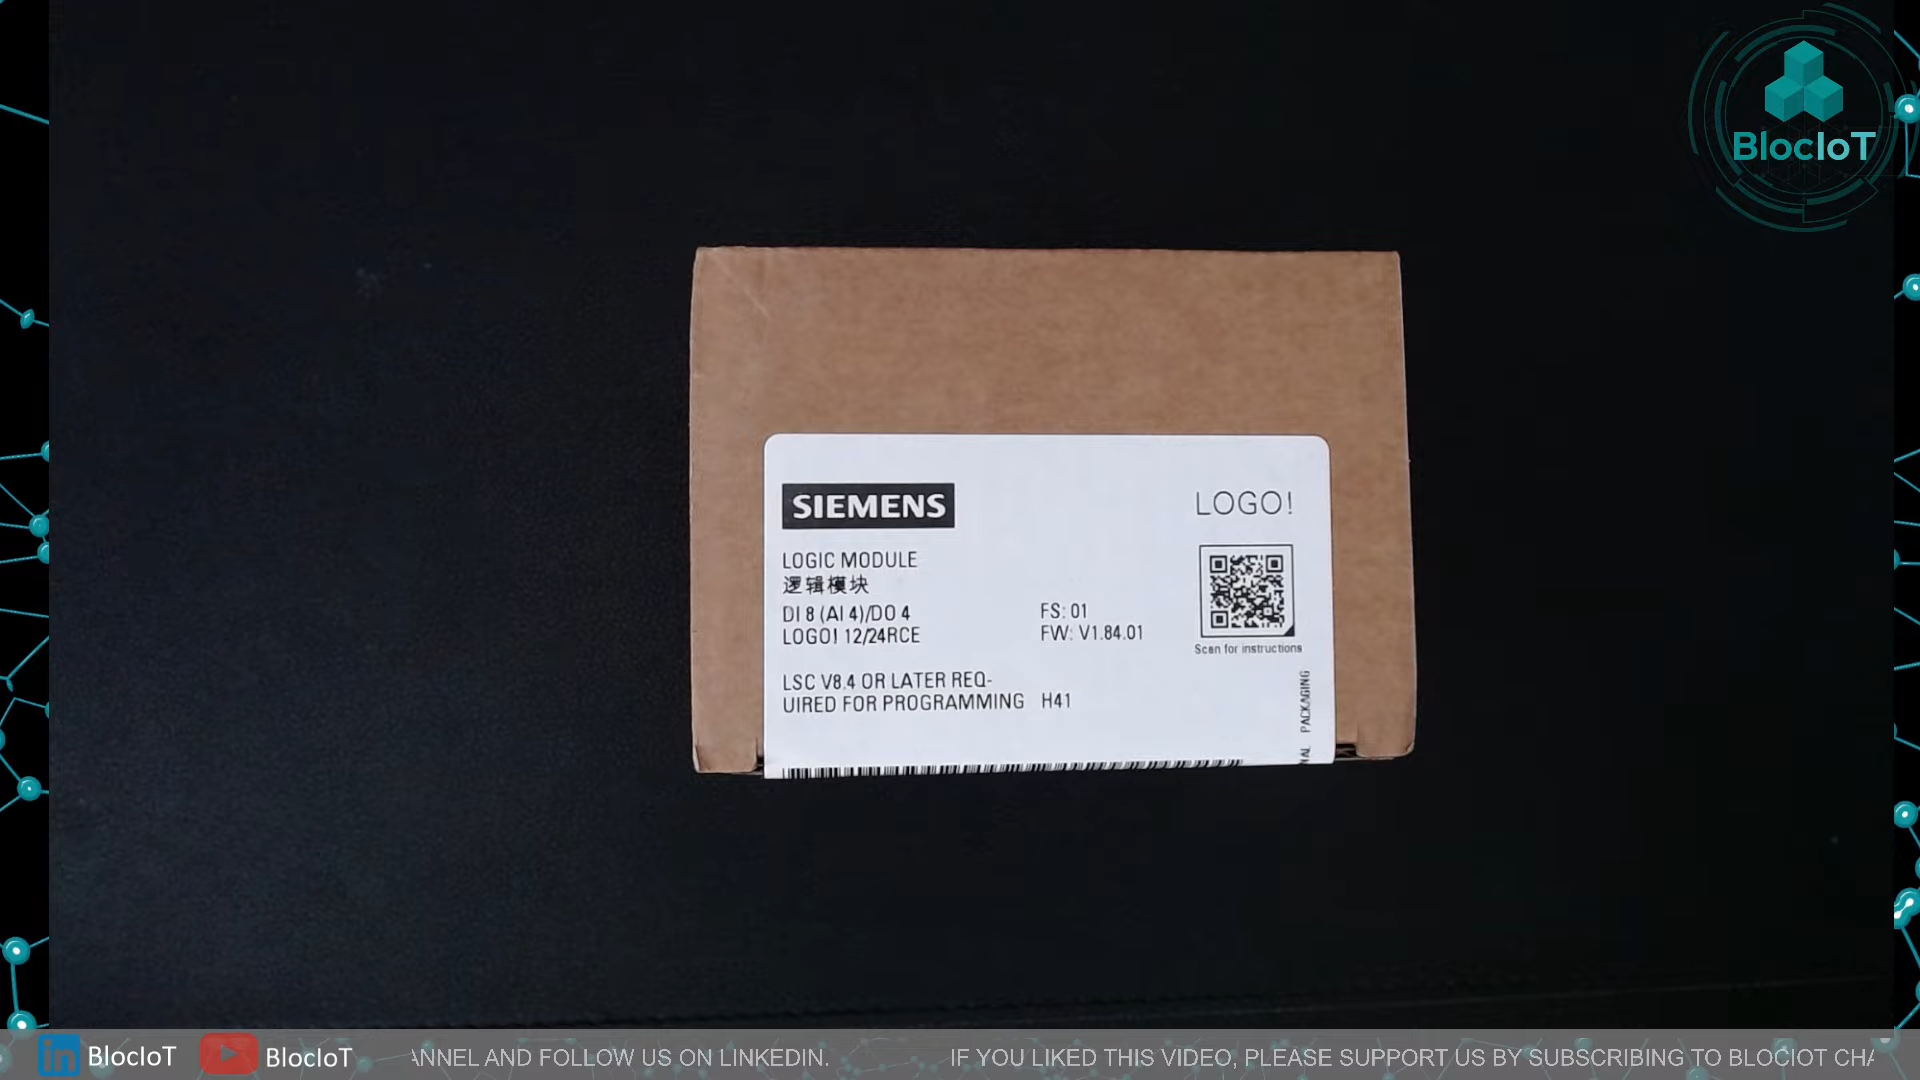 BlocIoT
SIEMENS
LOGO!
LOGIC MODULE
逻辑模块
DI 8 (AI 4)/DO 4
LOGO! 12/24RCE
FS: 01
FW: V1.84.01
Scan for instructions
LSC V8.4 OR LATER REQ-
UIRED FOR PROGRAMMING H41
PACKAGING
in BlocIoT
BlocIoT
AND FOLLOW US ON LINKEDIN.
IF YOU LIKED THIS VIDEO, PLEASE SUPPORT US BY SUBSCRIBING TO BLOCIOT